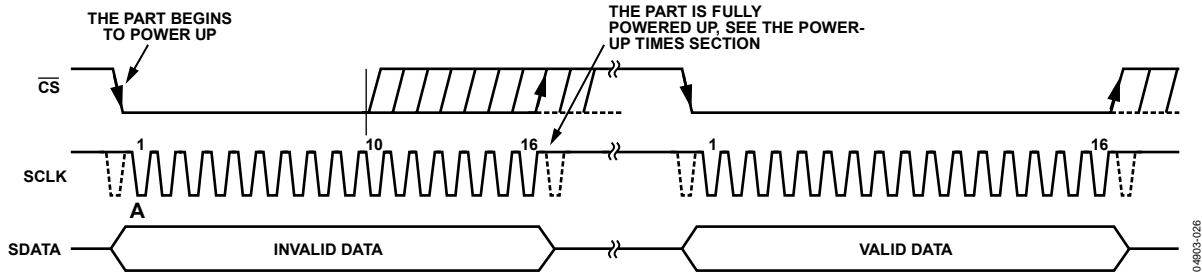 THE PART BEGINS
TO POWER UP
THE PART IS FULLY
POWERED UP, SEE THE POWER-
UP TIMES SECTION
CS
1
10
16
1
16
SCLK
A
SDATA
INVALID DATA
VALID DATA
04603-026